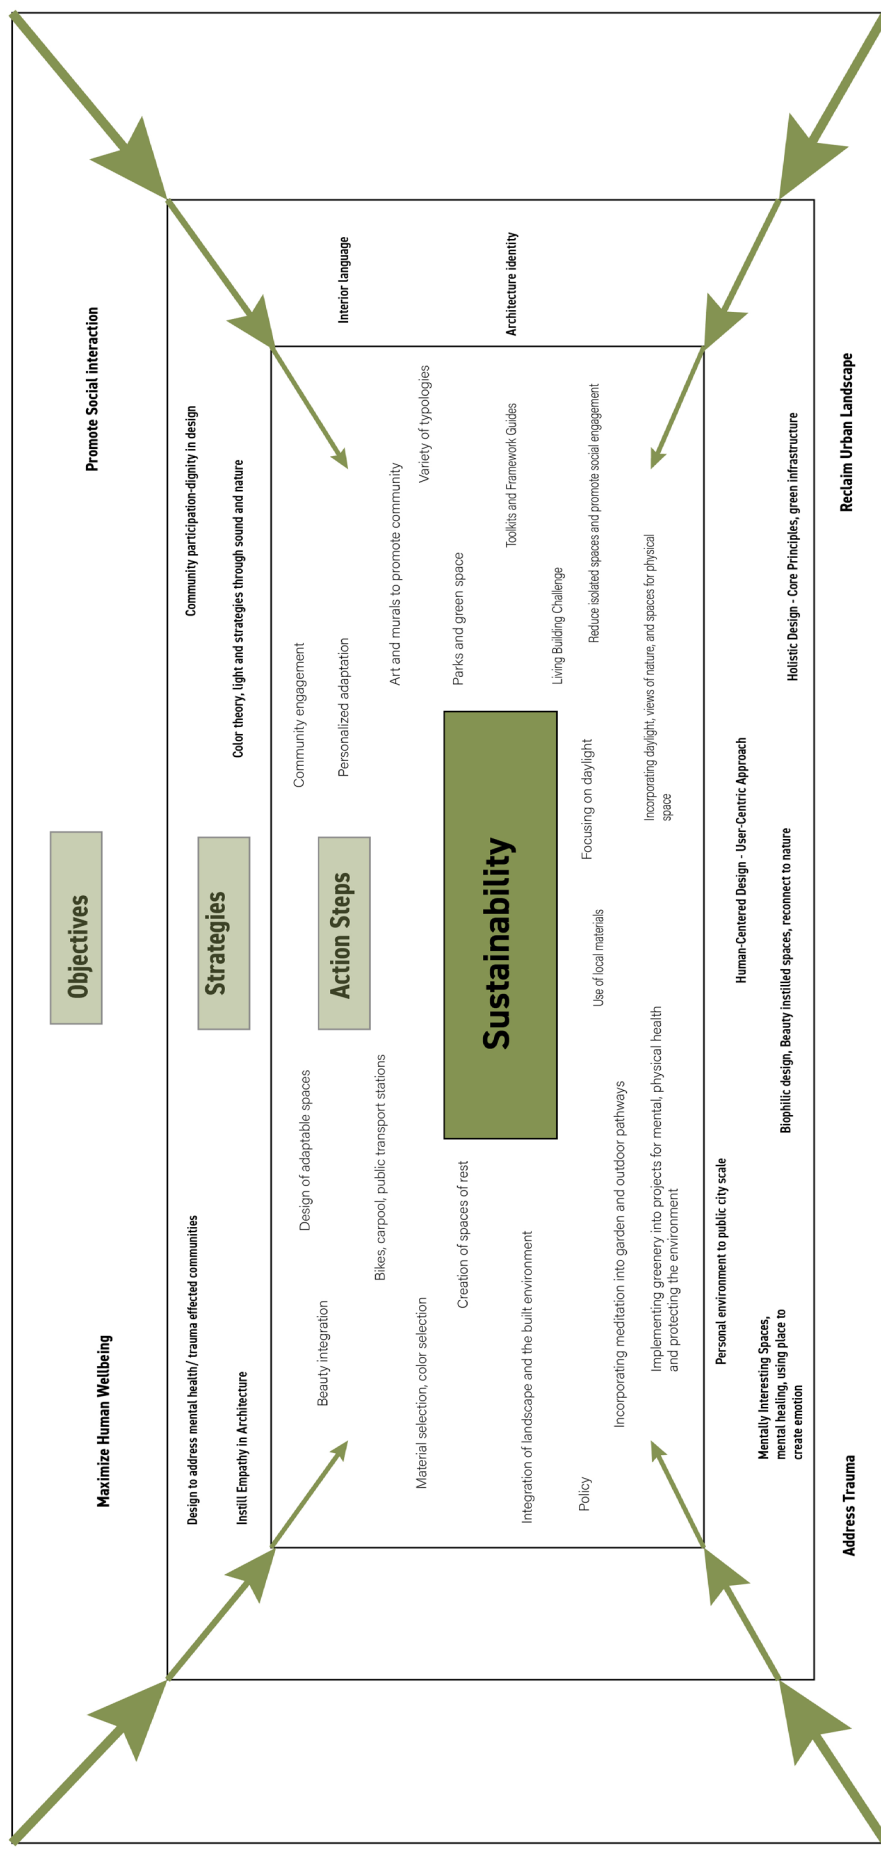 Objectives
Maximize Human Wellbeing
Promote Social interaction
Strategies
Design to address mental health/ trauma effected communities
Community participation-dignity in design
Instill Empathy in Architecture
Color theory, light and strategies through sound and nature
Interior language
Architecture identity
Action Steps
Design of adaptable spaces
Community engagement
Beauty integration
Personalized adaptation
Bikes, carpool, public transport stations
Art and murals to promote community
Material selection, color selection
Variety of typologies
Creation of spaces of rest
Parks and green space
Sustainability
Toolkits and Framework Guides
Integration of landscape and the built environment
Living Building Challenge
Policy
Focusing on daylight
Use of local materials
Reduce isolated spaces and promote social engagement
Incorporating meditation into garden and outdoor pathways
Implementing greenery into projects for mental, physical health
and protecting the environment
Incorporating daylight, views of nature, and spaces for physical
space
Personal environment to public city scale
Human-Centered Design - User-Centric Approach
Mentally Interesting Spaces,
mental healing, using place to
create emotion
Biophilic design, Beauty instilled spaces, reconnect to nature
Holistic Design - Core Principles, green infrastructure
Address Trauma
Reclaim Urban Landscape